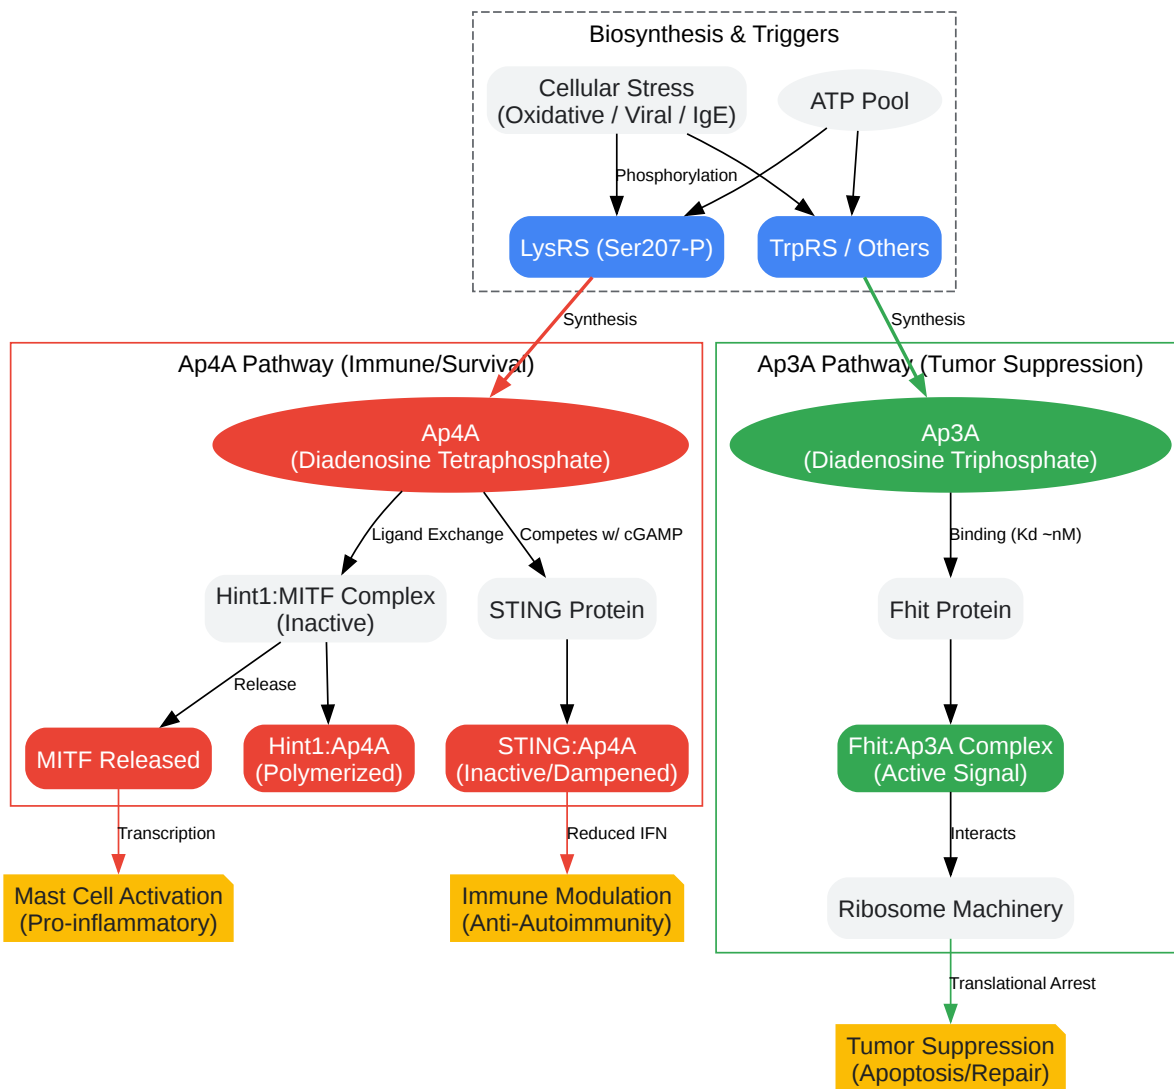 Biosynthesis & Triggers
Cellular Stress
(Oxidative / Viral / IgE)
ATP Pool
Phosphorylation
LysRS (Ser207-P)
TrpRS / Others
Synthesis
Synthesis
Ap4A Pathway (Immune/Survival)
Ap3A Pathway (Tumor Suppression)
Ap4A
(Diadenosine Tetraphosphate)
Ap3A
(Diadenosine Triphosphate)
Ligand Exchange
Competes w/ cGAMP
Binding (Kd ~nM)
Hint1:MITF Complex
(Inactive)
STING Protein
Fhit Protein
Release
MITF Released
Hint1:Ap4A
(Polymerized)
STING:Ap4A
(Inactive/Dampened)
Fhit:Ap3A Complex
(Active Signal)
Transcription
Reduced IFN
Interacts
Mast Cell Activation
(Pro-inflammatory)
Immune Modulation
(Anti-Autoimmunity)
Ribosome Machinery
Translational Arrest
Tumor Suppression
(Apoptosis/Repair)